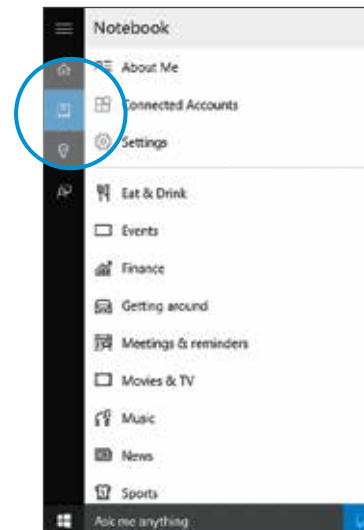 Notebook
About Me
Connected Accounts
Settings
Eat & Drink
Events
Finance
Getting around
Meetings & reminders
Movies & TV
Music
News
Sports
Ask me anything